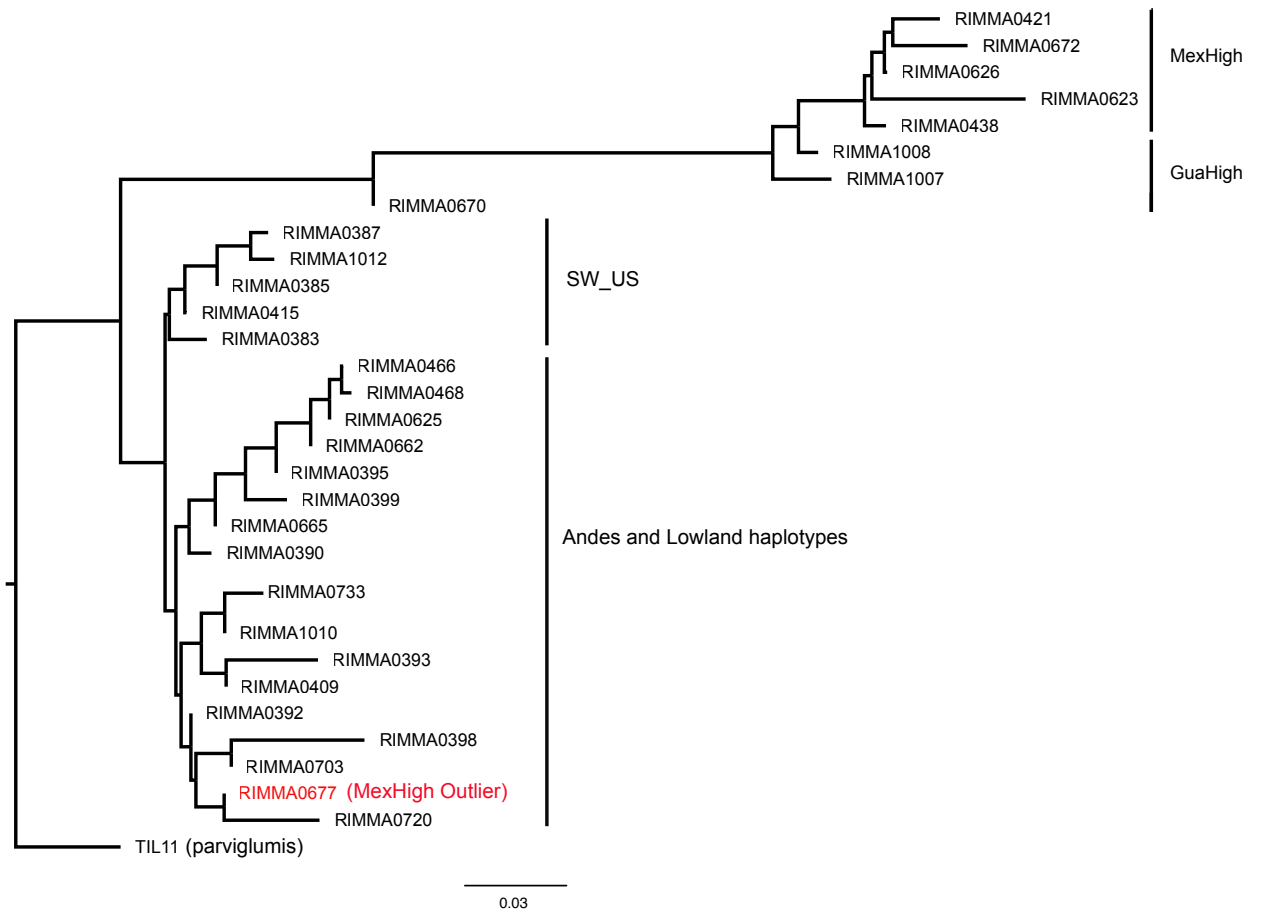 RIMMA0421
RIMMA0672
MexHigh
RIMMA0626
RIMMA0623
RIMMA0438
RIMMA1008
GuaHigh
RIMMA1007
RIMMA0670
RIMMA0387
RIMMA1012
SW_US
RIMMA0385
RIMMA0415
RIMMA0383
RIMMA0466
RIMMA0468
RIMMA0625
RIMMA0662
RIMMA0395
RIMMA0399
RIMMA0665
Andes and Lowland haplotypes
RIMMA0390
RIMMA0733
RIMMA1010
RIMMA0393
RIMMA0409
RIMMA0392
RIMMA0398
RIMMA0703
RIMMA0677 (MexHigh Outlier)
RIMMA0720
TIL11 (parviglumis)
0.03